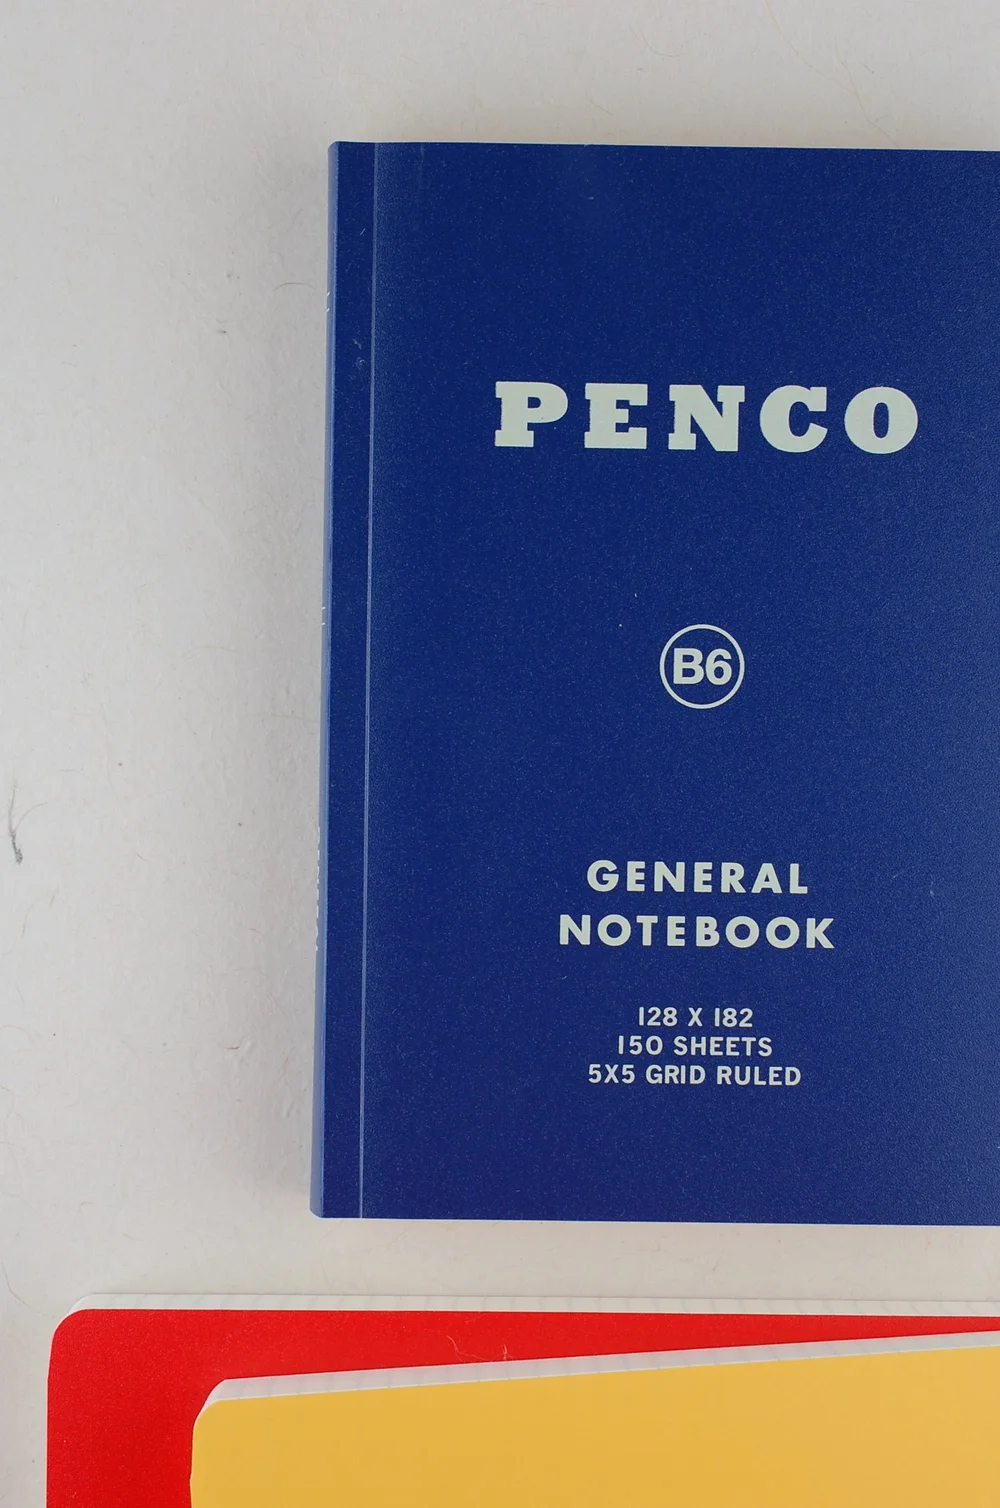 PENCO
B6
GENERAL
NOTEBOOK
128 X 182
150 SHEETS
5X5 GRID RULED